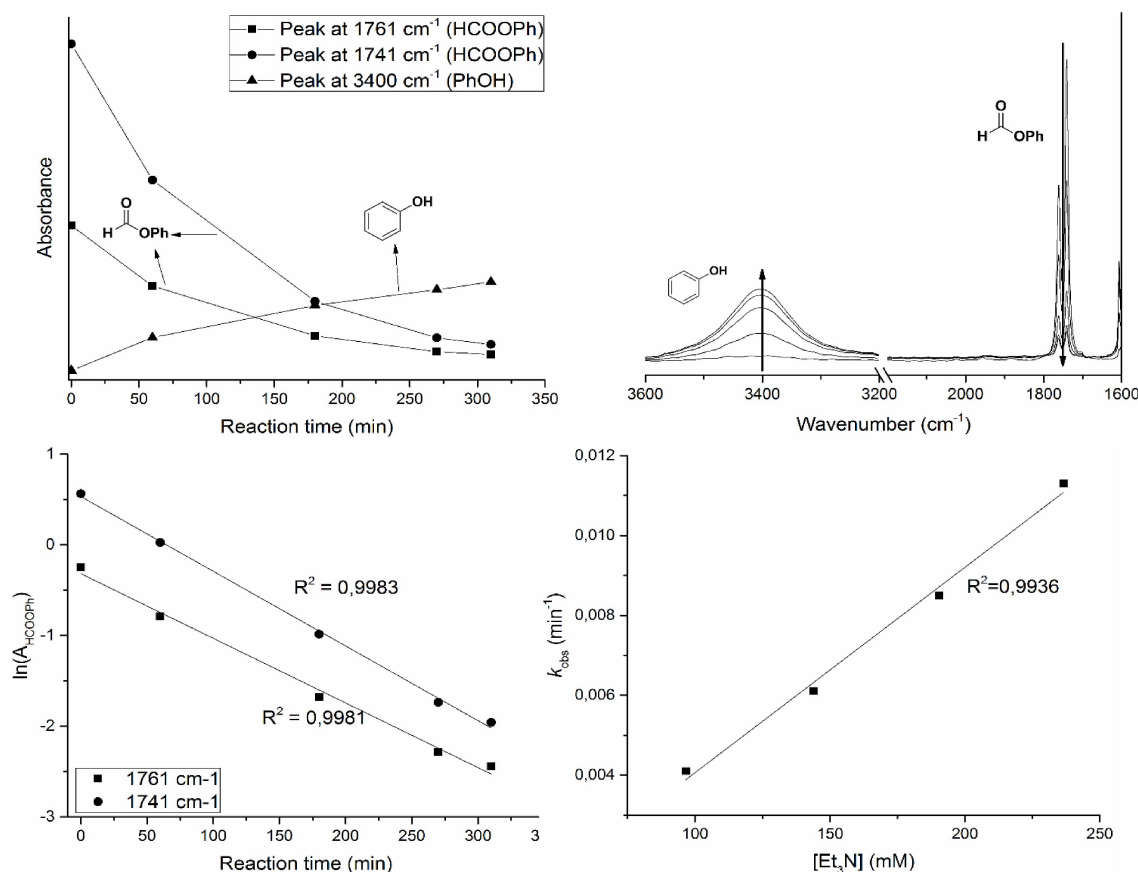 Peak at 1761 cm⁻¹ (HCOOPh)
Peak at 1741 cm⁻¹ (HCOOPh)
Peak at 3400 cm⁻¹ (PhOH)
Absorbance
O
H OPh
OH
0 50 100 150 200 250 300 350
Reaction time (min)
O
H OPh
OH
3600 3400 3200 2000 1800 1600
Wavenumber (cm⁻¹)
ln(A_HCOOPh)
1
0
-1
-2
-3
R² = 0,9983
R² = 0,9981
1761 cm-1
1741 cm-1
0 50 100 150 200 250 300 3
Reaction time (min)
k_obs (min⁻¹)
0,012
0,010
0,008
0,006
0,004
R²=0,9936
100 150 200 250
[Et₃N] (mM)